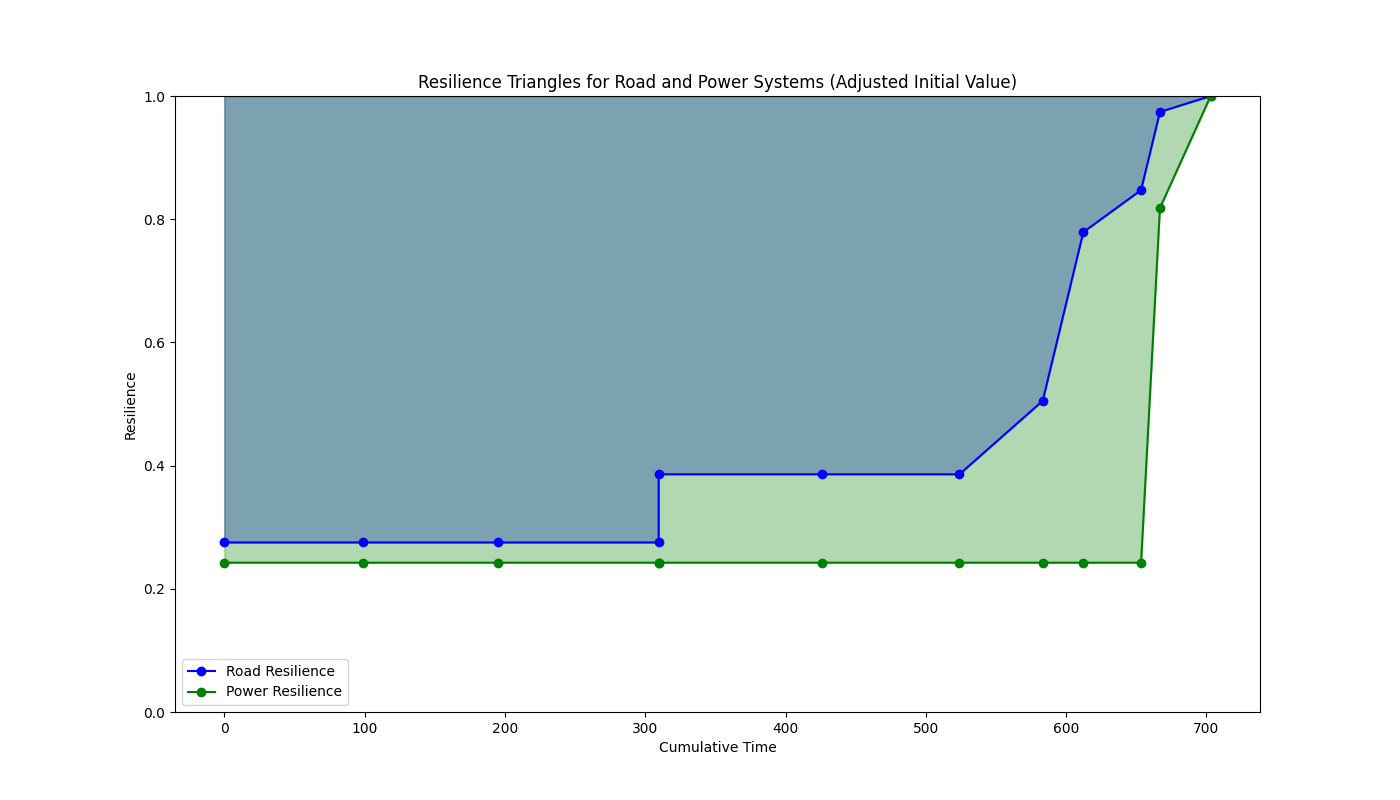 Resilience Triangles for Road and Power Systems (Adjusted Initial Value)
1.0
0.8
0.6
0.4
0.2
0.0
Resilience
Road Resilience
Power Resilience
0 100 200 300 400 500 600 700
Cumulative Time